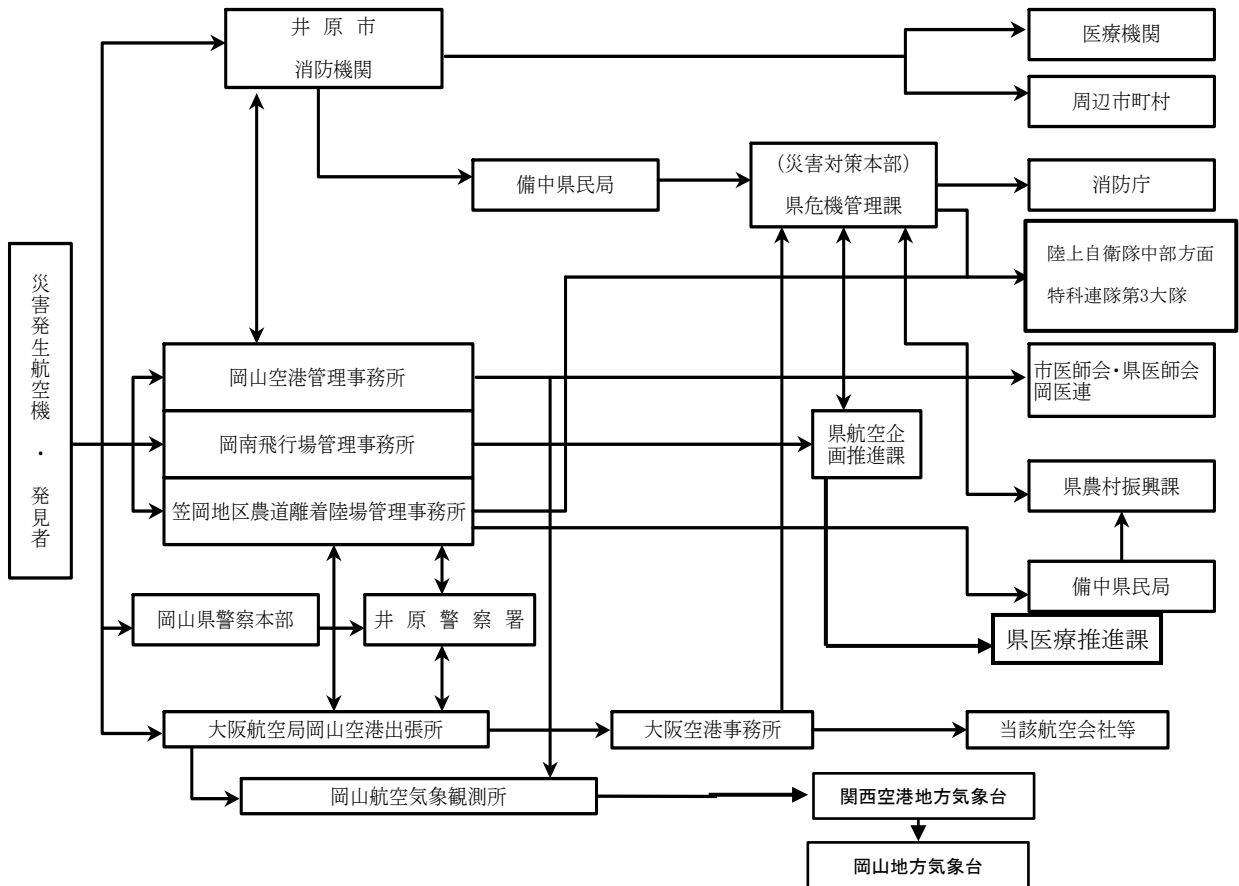 井 原 市
消防機関
医療機関
周辺市町村
備中県民局
(災害対策本部)
県危機管理課
消防庁
陸上自衛隊中部方面
特科連隊第3大隊
災害発生航空機 ・ 発見者
岡山空港管理事務所
市医師会・県医師会
岡医連
岡南飛行場管理事務所
県航空企
画推進課
笠岡地区農道離着陸場管理事務所
県農村振興課
備中県民局
岡山県警察本部
井 原 警 察 署
県医療推進課
大阪航空局岡山空港出張所
大阪空港事務所
当該航空会社等
岡山航空気象観測所
関西空港地方気象台
岡山地方気象台